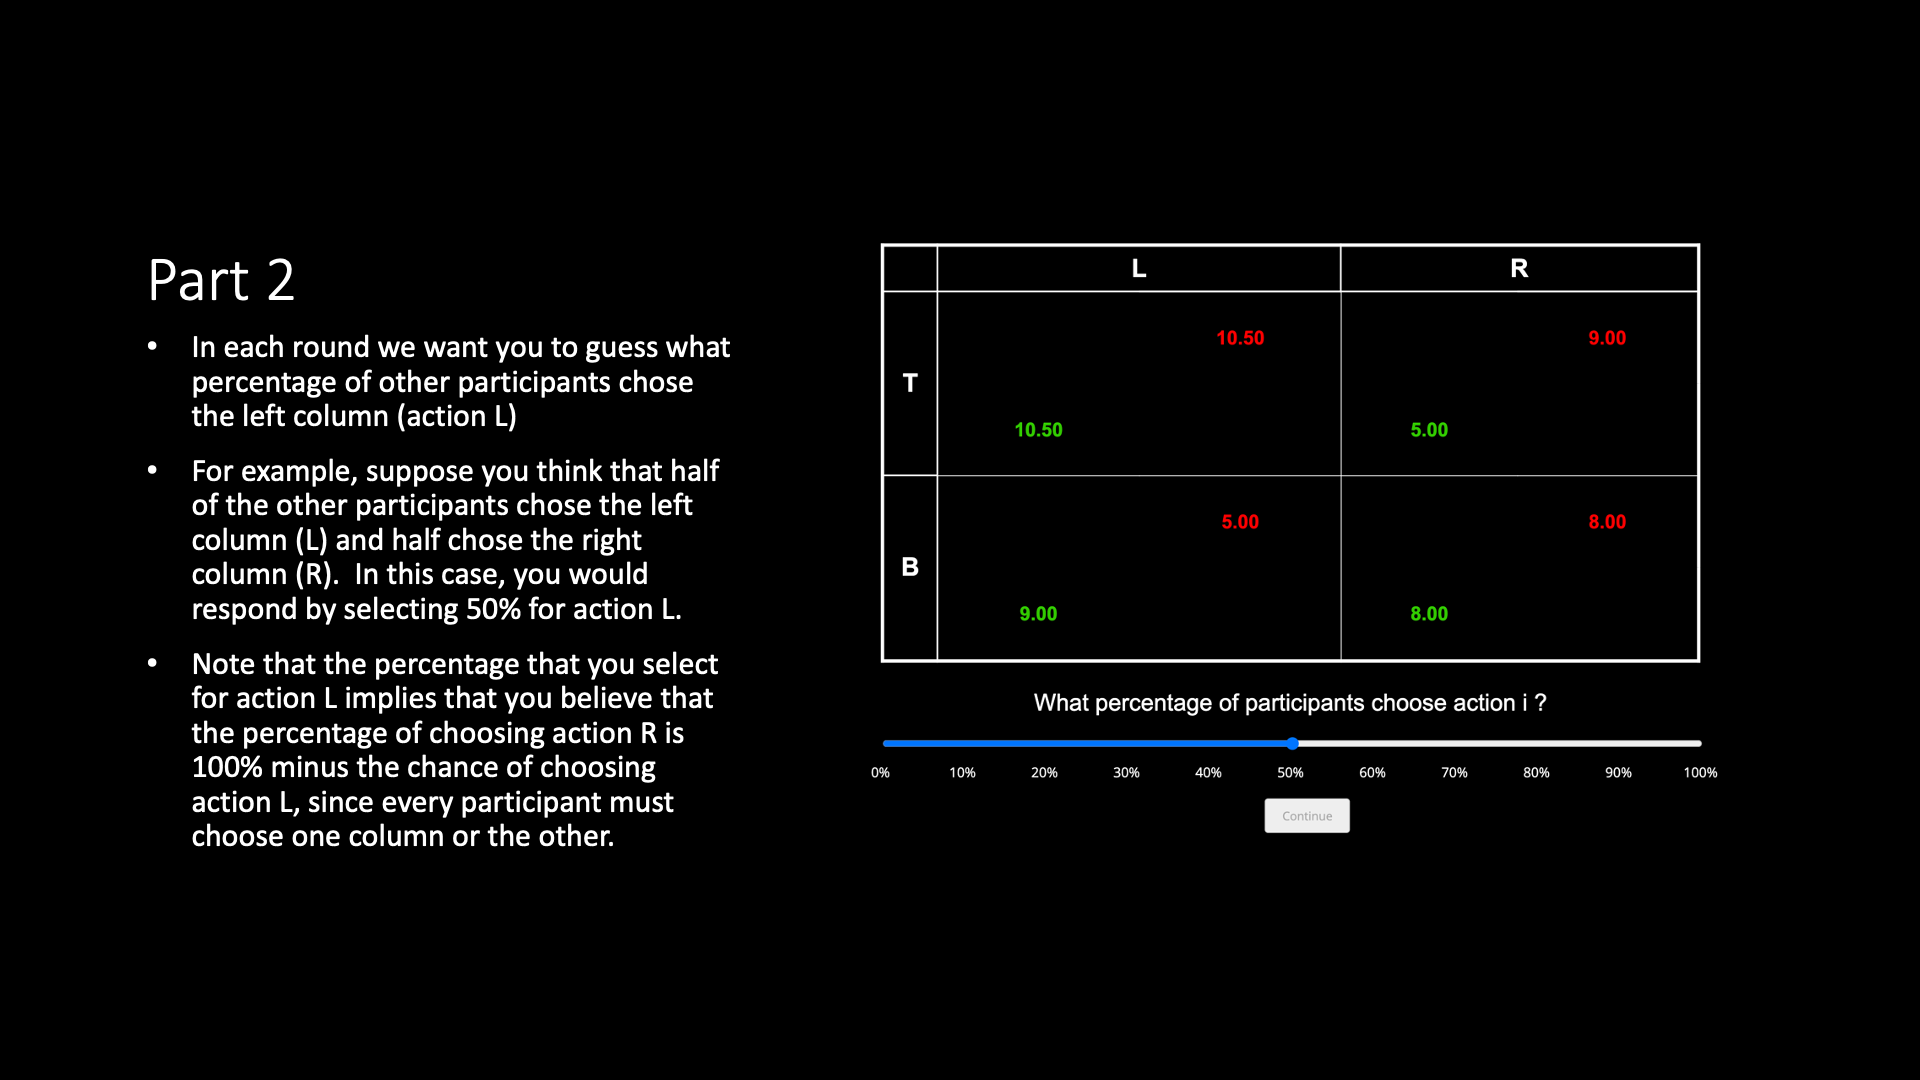 Part 2
• In each round we want you to guess what
percentage of other participants chose
the left column (action L)
• For example, suppose you think that half
of the other participants chose the left
column (L) and half chose the right
column (R).  In this case, you would
respond by selecting 50% for action L.
• Note that the percentage that you select
for action L implies that you believe that
the percentage of choosing action R is
100% minus the chance of choosing
action L, since every participant must
choose one column or the other.
L R
10.50 9.00
T
10.50 5.00
5.00 8.00
B
9.00 8.00
What percentage of participants choose action i ?
0% 10% 20% 30% 40% 50% 60% 70% 80% 90% 100%
Continue